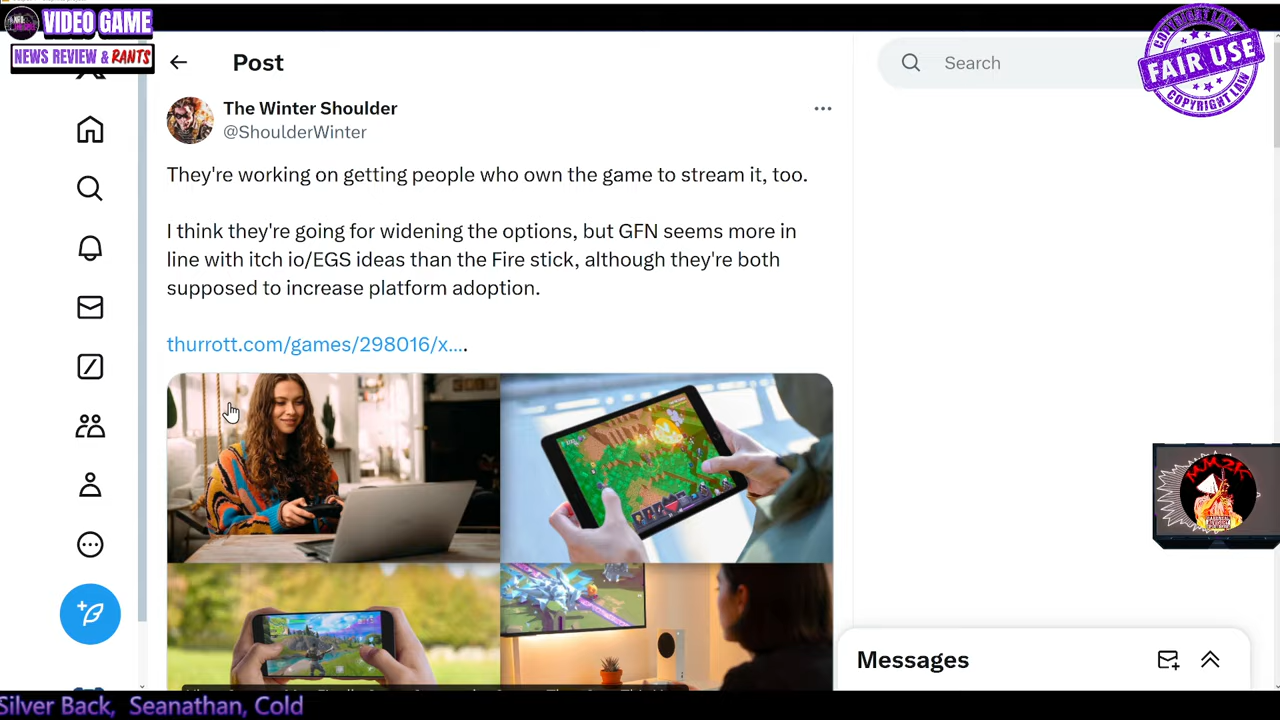 VIDEO GAME
NEWS REVIEW & RANTS
Post
Search
COPYRIGHT LAW
FAIR USE
COPYRIGHT LAW
The Winter Shoulder
@ShoulderWinter
They're working on getting people who own the game to stream it, too.
I think they're going for widening the options, but GFN seems more in
line with itch io/EGS ideas than the Fire stick, although they're both
supposed to increase platform adoption.
thurrott.com/games/298016/x....
MM2K
Messages
Silver Back, Seanathan, Cold